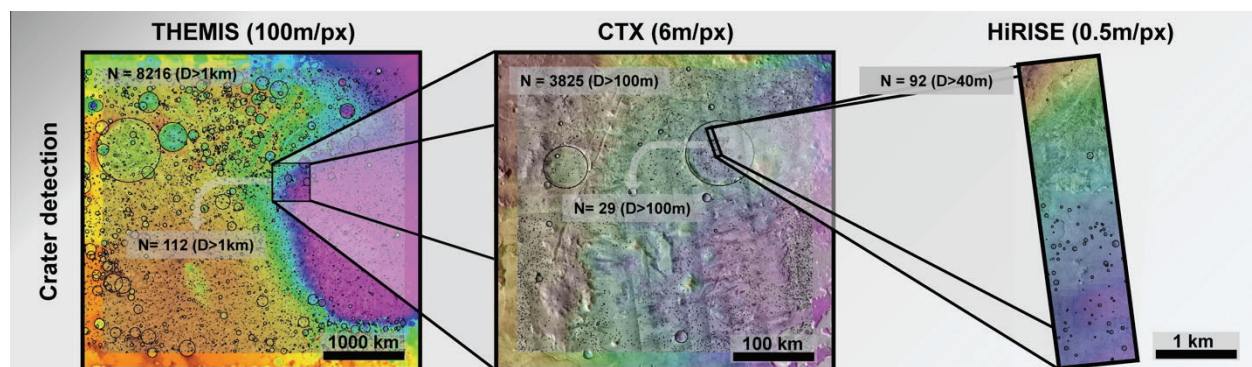 THEMIS (100m/px)
CTX (6m/px)
HiRISE (0.5m/px)
Crater detection
N = 8216 (D>1km)
N= 112 (D>1km)
1000 km
N = 3825 (D>100m)
N= 29 (D>100m)
100 km
N = 92 (D>40m)
1 km